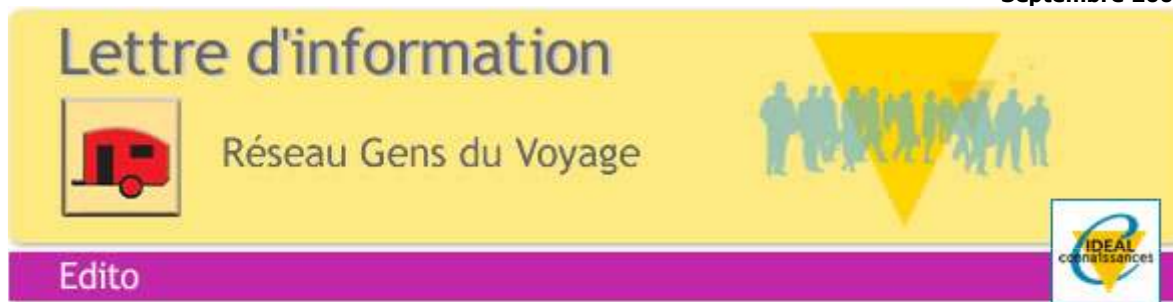 Lettre d'information
Réseau Gens du Voyage
IDEAL
connaissances
Edito